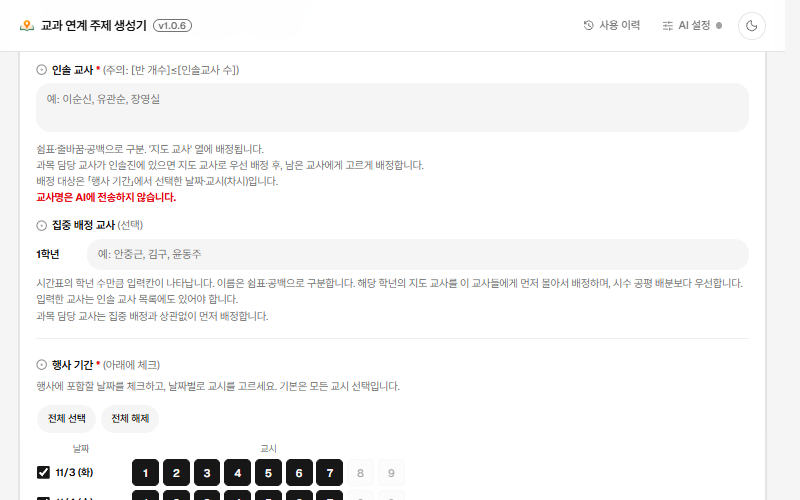 교과 연계 주제 생성기 v1.0.6 사용 이력 AI 설정
인솔 교사 * (주의: [반 개수]≤[인솔교사 수])
예: 이순신, 유관순, 장영실
쉼표·줄바꿈·공백으로 구분. '지도 교사' 열에 배정됩니다.
과목 담당 교사가 인솔진에 있으면 지도 교사로 우선 배정 후, 남은 교사에게 고르게 배정합니다.
배정 대상은 「행사 기간」에서 선택한 날짜·교시(차시)입니다.
교사명은 AI에 전송하지 않습니다.
집중 배정 교사 (선택)
1학년 예: 안중근, 김구, 윤동주
시간표의 학년 수만큼 입력칸이 나타납니다. 이름은 쉼표·공백으로 구분합니다. 해당 학년의 지도 교사를 이 교사들에게 먼저 몰아서 배정하며, 시수 공평 배분보다 우선합니다.
입력한 교사는 인솔 교사 목록에도 있어야 합니다.
과목 담당 교사는 집중 배정과 상관없이 먼저 배정합니다.
행사 기간 * (아래에 체크)
행사에 포함할 날짜를 체크하고, 날짜별로 교시를 고르세요. 기본은 모든 교시 선택입니다.
전체 선택 전체 해제
날짜 교시
11/3 (화) 1 2 3 4 5 6 7 8 9